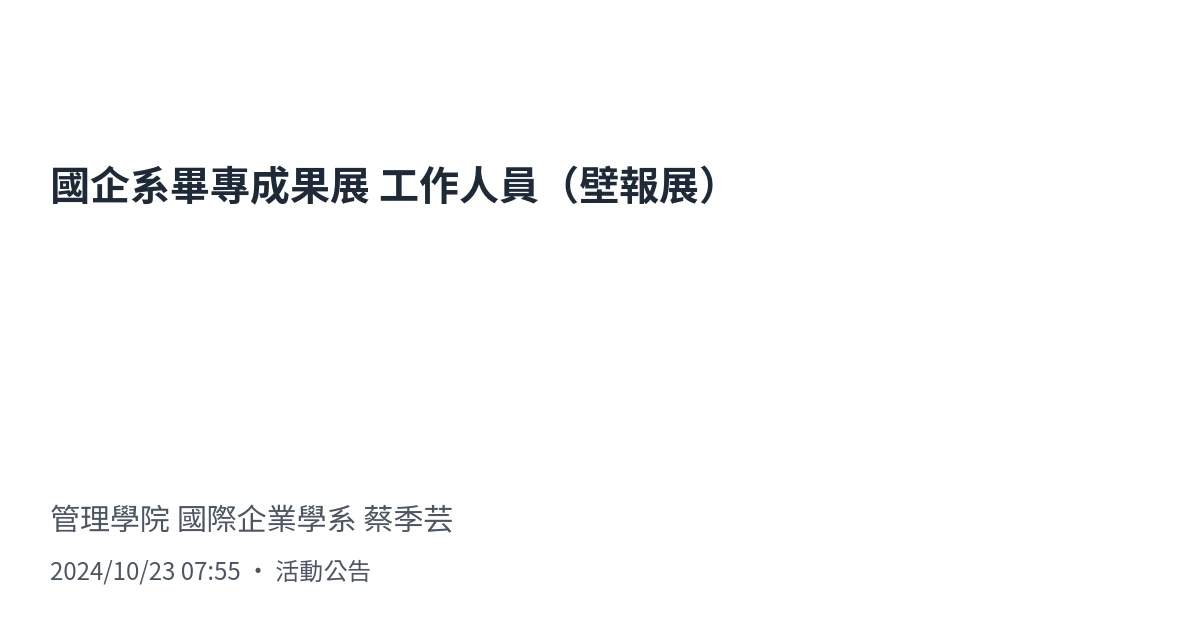 國企系畢專成果展 工作人員（壁報展）
管理學院 國際企業學系 蔡季芸
2024/10/23 07:55 • 活動公告